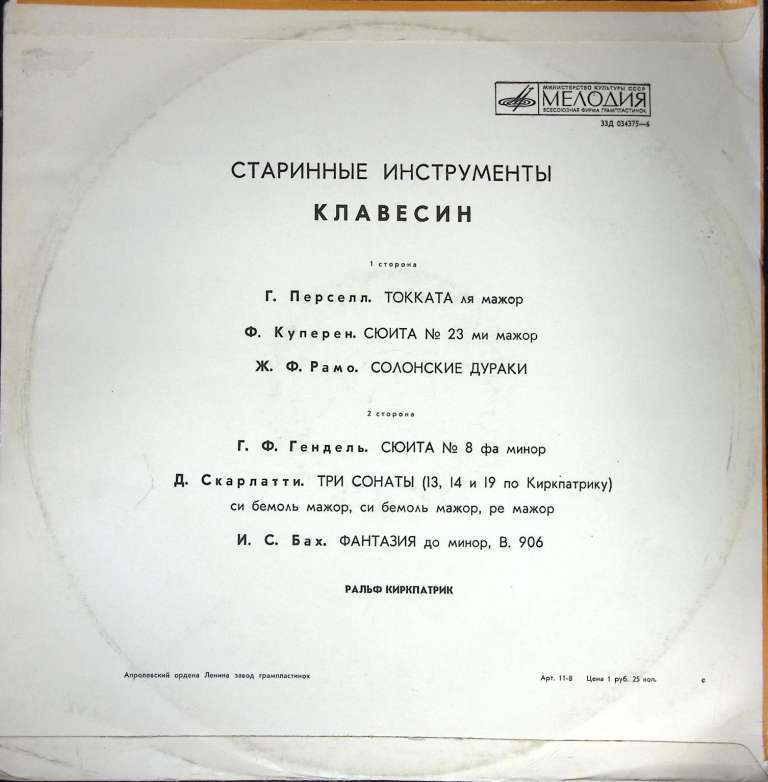 МИНИСТЕРСТВО КУЛЬТУРЫ СССР
МЕЛОДИЯ
ВСЕСОЮЗНАЯ ФИРМА ГРАМПЛАСТИНОК
33Д 034375—6
СТАРИННЫЕ ИНСТРУМЕНТЫ
КЛАВЕСИН
1 сторона
Г. Перселл. ТОККАТА ля мажор
Ф. Куперен. СЮИТА № 23 ми мажор
Ж. Ф. Рамо. СОЛОНСКИЕ ДУРАКИ
2 сторона
Г. Ф. Гендель. СЮИТА № 8 фа минор
Д. Скарлатти. ТРИ СОНАТЫ (13, 14 и 19 по Киркпатрику)
си бемоль мажор, си бемоль мажор, ре мажор
И. С. Бах. ФАНТАЗИЯ до минор, В. 906
РАЛЬФ КИРКПАТРИК
Апрелевский ордена Ленина завод грампластинок
Арт. 11-8 Цена 1 руб. 25 коп. с